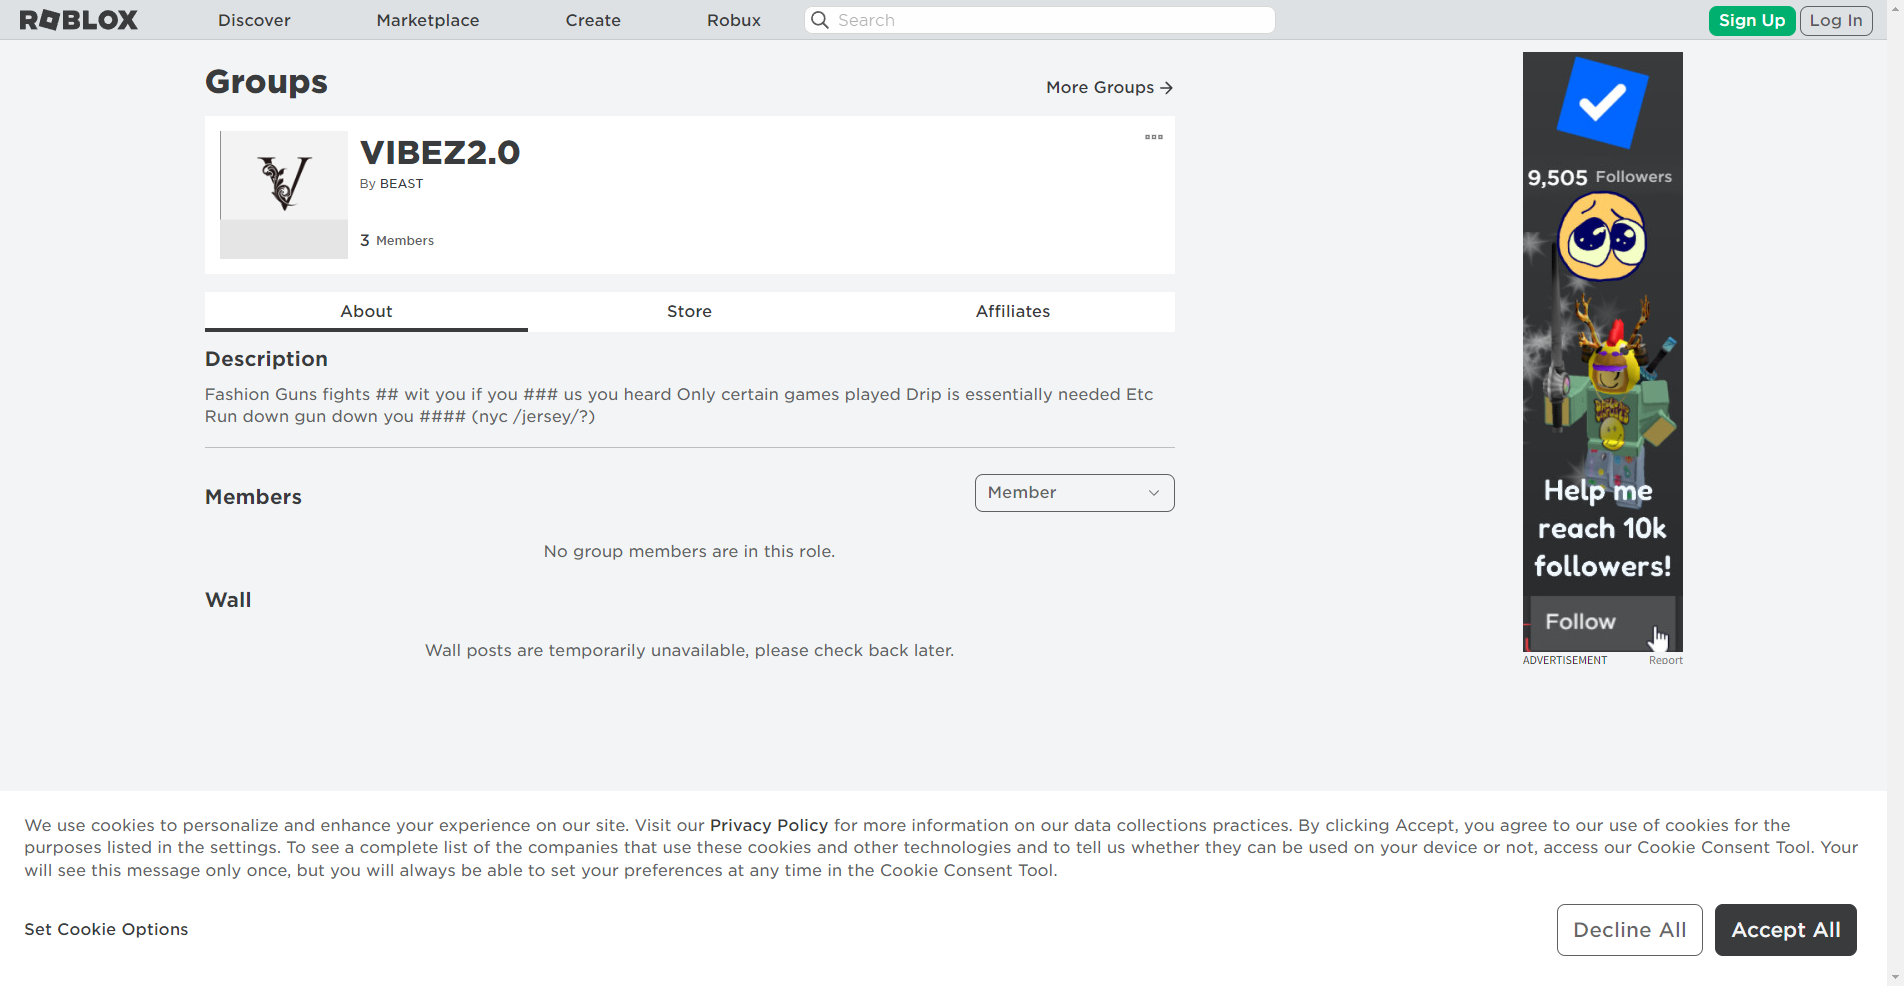 ROBLOX Discover Marketplace Create Robux Search Sign Up Log In
Groups
More Groups
V
VIBEZ2.0
By BEAST
3 Members
About Store Affiliates
Description
Fashion Guns fights ## wit you if you ### us you heard Only certain games played Drip is essentially needed Etc
Run down gun down you #### (nyc /jersey/?)
Members
Member
No group members are in this role.
Wall
Wall posts are temporarily unavailable, please check back later.
9,505 Followers
Help me
reach 10k
followers!
Follow
ADVERTISEMENT Report
We use cookies to personalize and enhance your experience on our site. Visit our Privacy Policy for more information on our data collections practices. By clicking Accept, you agree to our use of cookies for the
purposes listed in the settings. To see a complete list of the companies that use these cookies and other technologies and to tell us whether they can be used on your device or not, access our Cookie Consent Tool. Your
will see this message only once, but you will always be able to set your preferences at any time in the Cookie Consent Tool.
Set Cookie Options
Decline All
Accept All